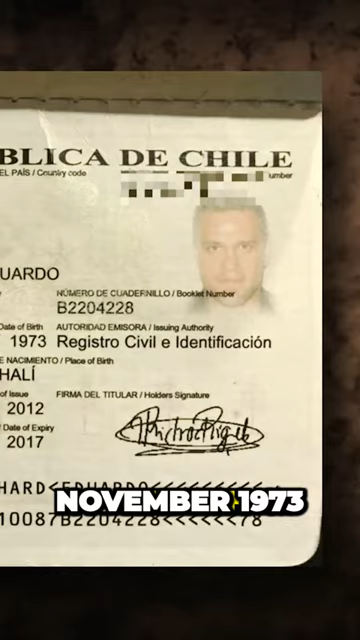 BLICA DE CHILE
EL PAÍS / Country code
umber
UARDO
NÚMERO DE CUADERNILLO / Booklet Number
B2204228
Date of Birth AUTORIDAD EMISORA / Issuing Authority
1973 Registro Civil e Identificación
E NACIMIENTO / Place of Birth
HALÍ
of Issue FIRMA DEL TITULAR / Holders Signature
2012
Date of Expiry
2017
HARD<EDUARDO<<<<<<<<<<
NOVEMBER 1973
10087B2204228<<<<<<78